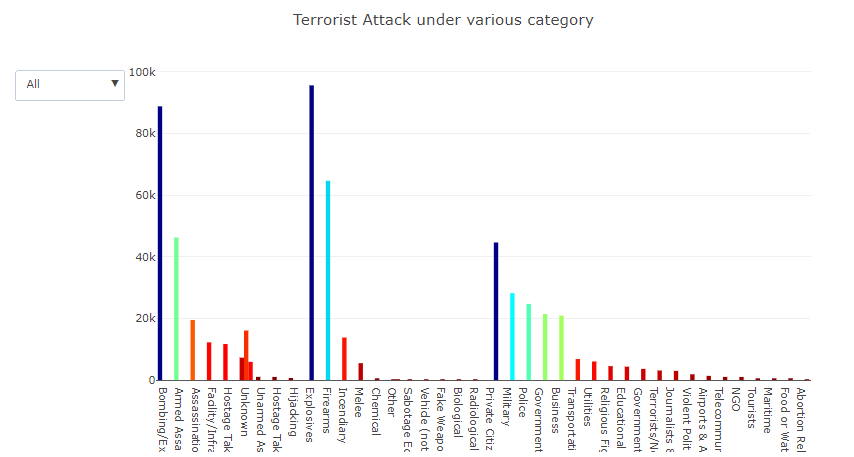 Terrorist Attack under various category
All
100k
80k
60k
40k
20k
0
Bombing/Ex
Armed Assa
Assassinatio
Facility/Infra
Hostage Tak
Unknown
Unarmed As
Hostage Tak
Hijacking
Explosives
Firearms
Incendiary
Melee
Chemical
Other
Sabotage Ec
Vehicle (not
Fake Weapo
Biological
Radiological
Private Citiz
Military
Police
Government
Business
Transportati
Utilities
Religious Fig
Educational
Government
Terrorists/No
Journalists &
Violent Polit
Airports & A
Telecommun
NGO
Tourists
Maritime
Food or Wat
Abortion Rel